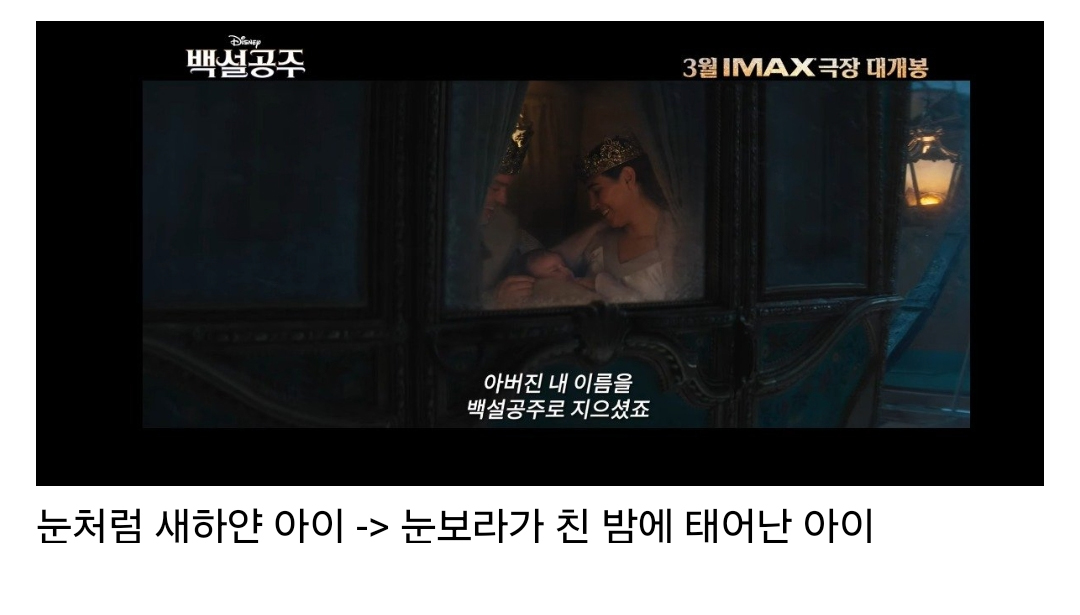 Disney
백설공주
3월 IMAX 극장 대개봉
아버진 내 이름을
백설공주로 지으셨죠
눈처럼 새하얀 아이 -> 눈보라가 친 밤에 태어난 아이